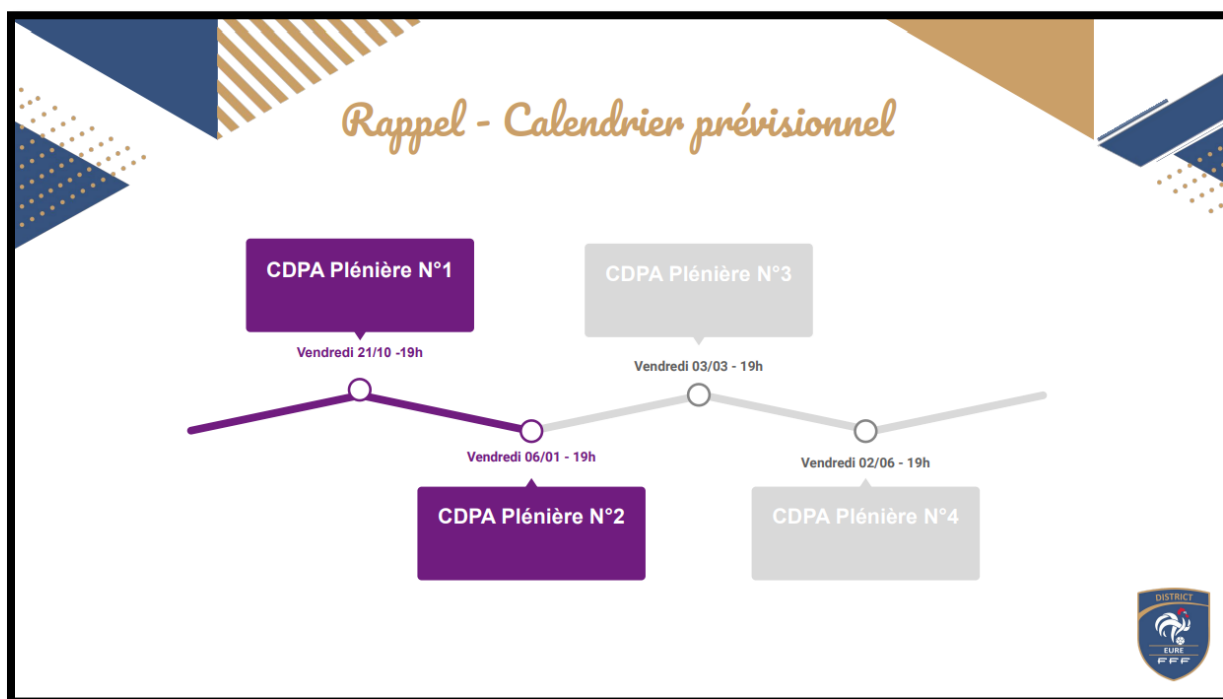 Rappel - Calendrier prévisionnel
CDPA Plénière N°1
Vendredi 21/10 -19h
CDPA Plénière N°3
Vendredi 03/03 - 19h
Vendredi 06/01 - 19h
CDPA Plénière N°2
Vendredi 02/06 - 19h
CDPA Plénière N°4
DISTRICT
EURE
FFF